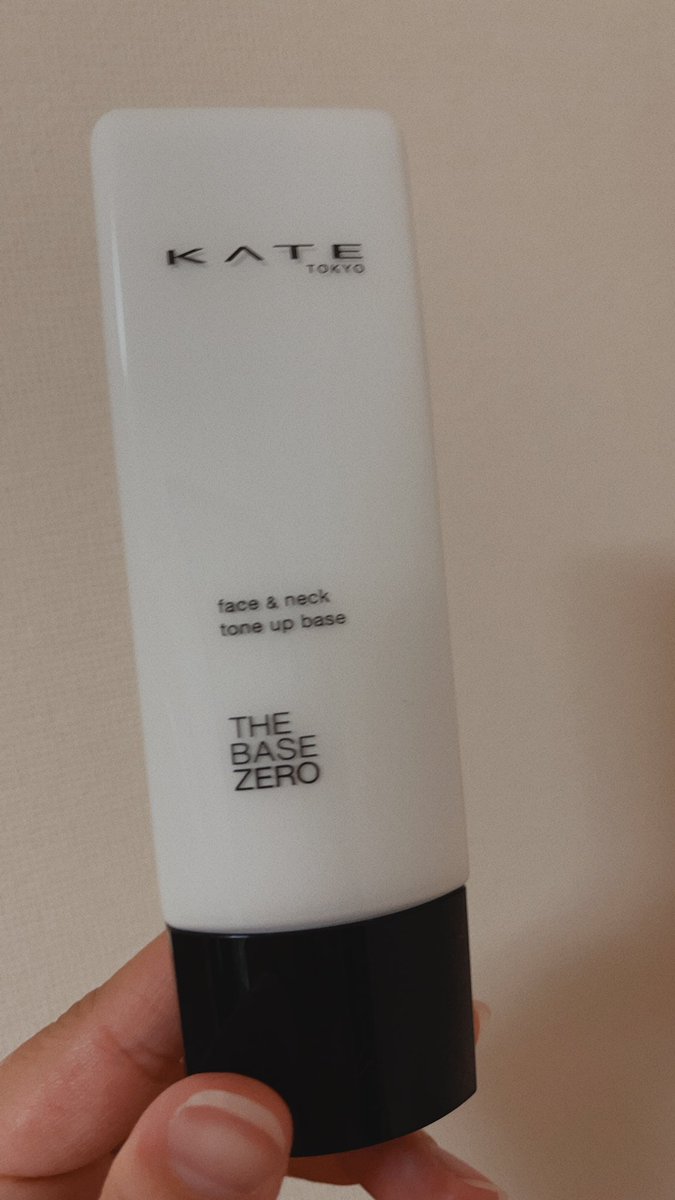 KATE
TOKYO
face & neck
tone up base
THE
BASE
ZERO